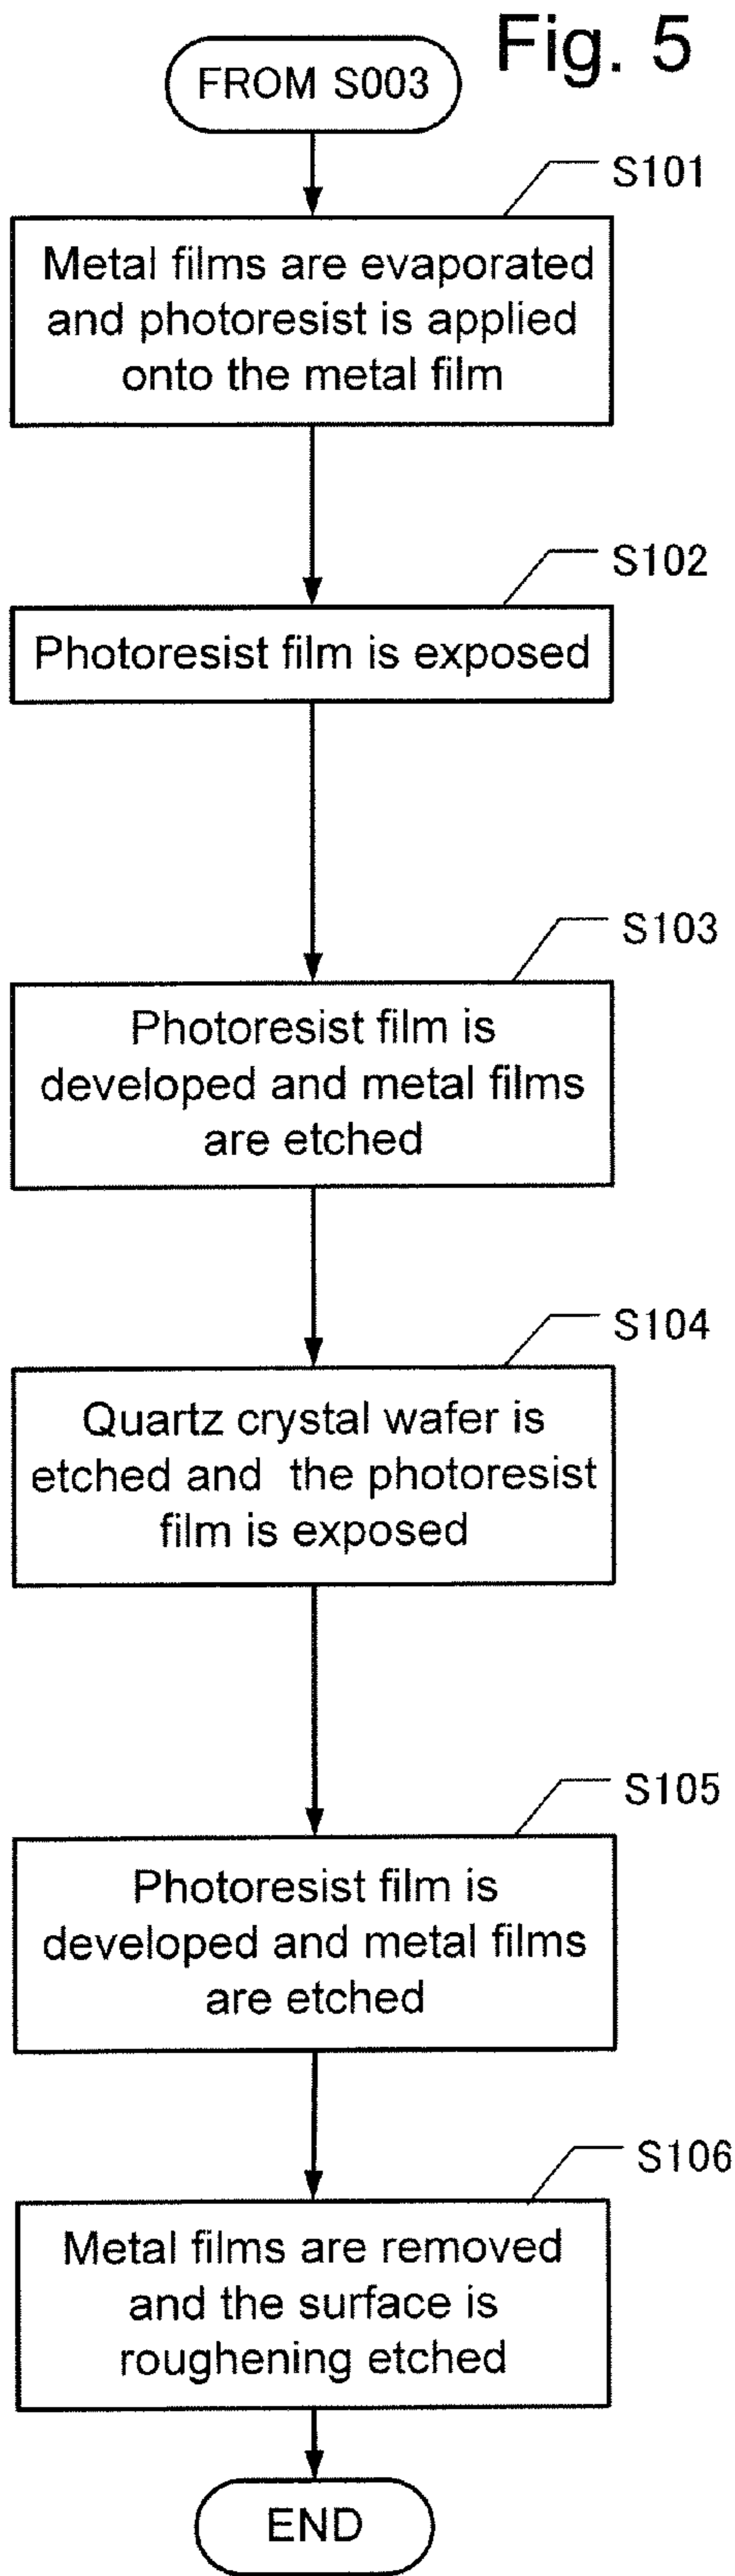 Fig. 5
FROM S003
S101
Metal films are evaporated
and photoresist is applied
onto the metal film
S102
Photoresist film is exposed
S103
Photoresist film is
developed and metal films
are etched
S104
Quartz crystal wafer is
etched and the photoresist
film is exposed
S105
Photoresist film is
developed and metal films
are etched
S106
Metal films are removed
and the surface is
roughening etched
END